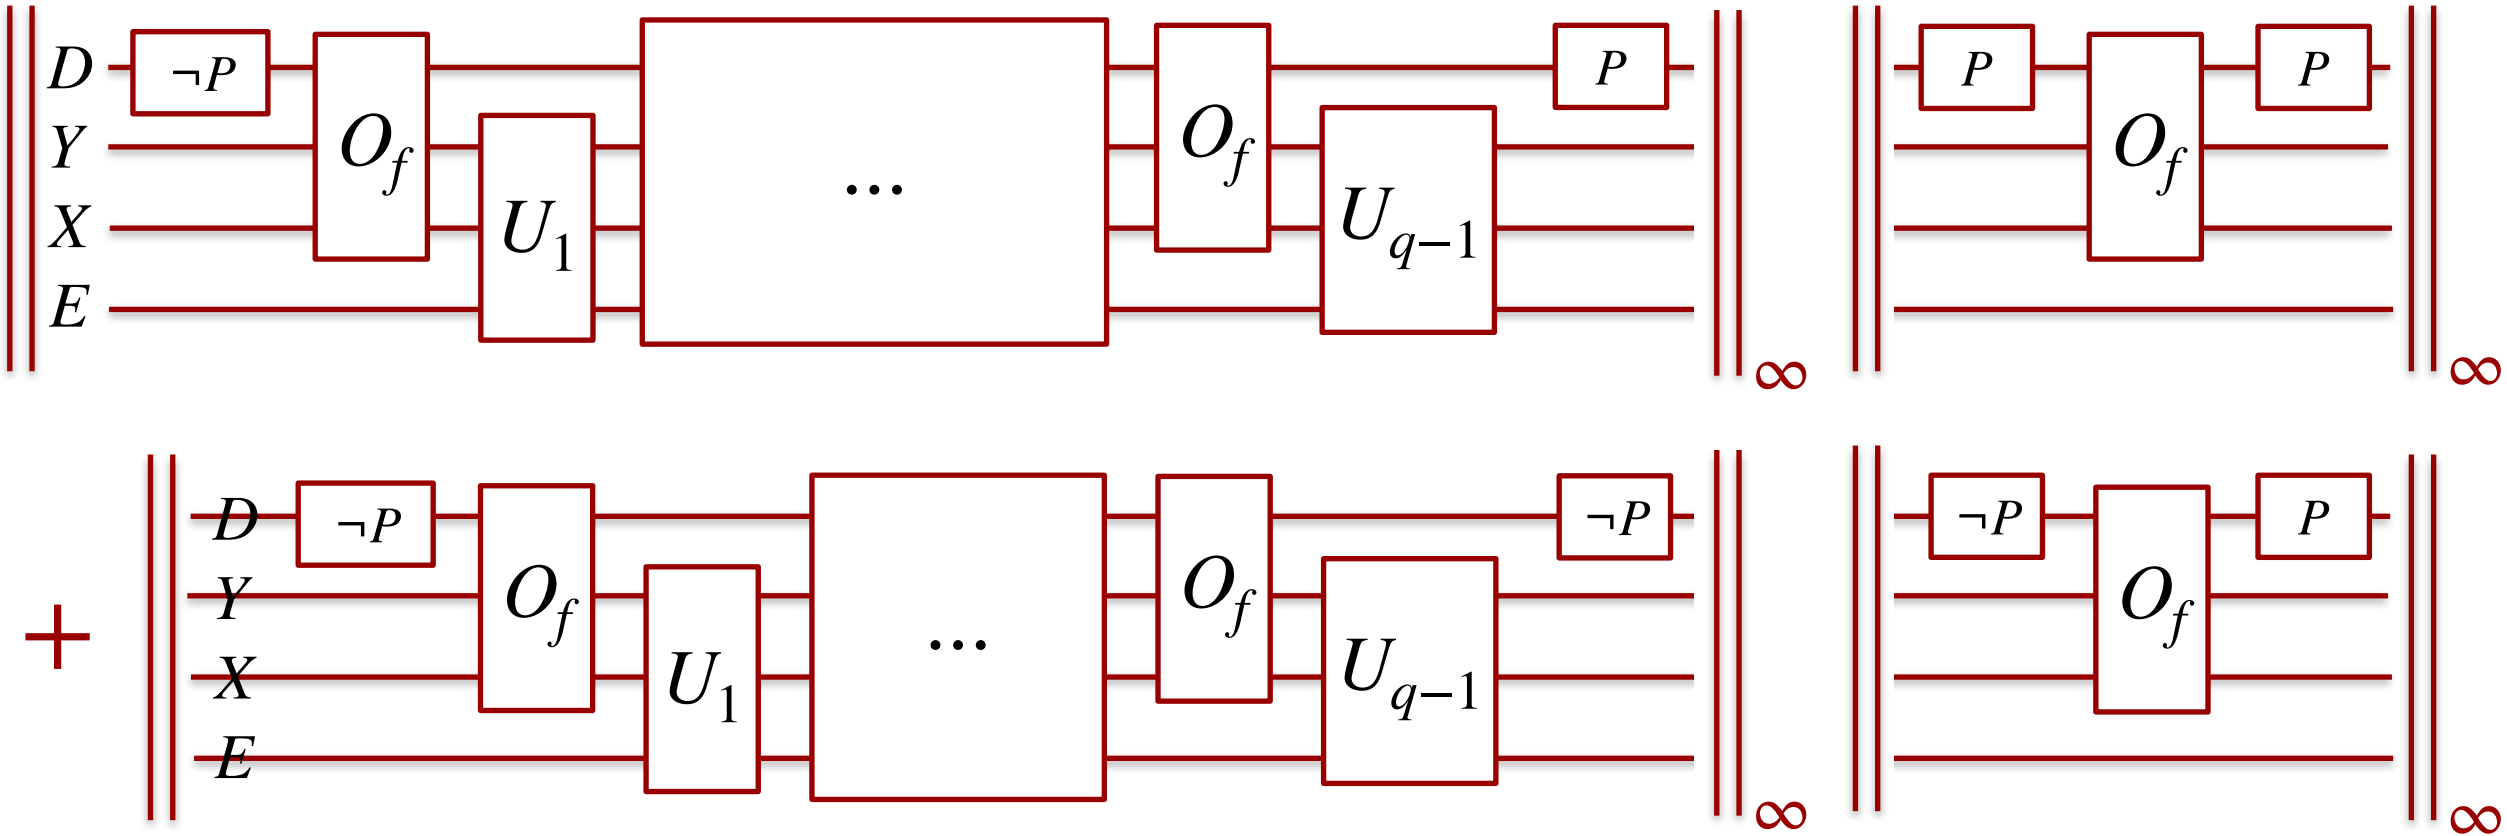 D ¬P O_f U_1 ... O_f U_{q−1} P ∞ P O_f P ∞
Y
X
E
+ D ¬P O_f U_1 ... O_f U_{q−1} ¬P ∞ ¬P O_f P ∞
Y
X
E